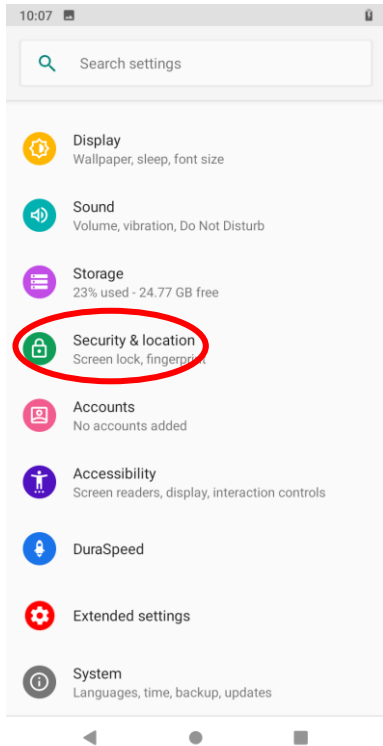 10:07
Search settings
Display
Wallpaper, sleep, font size
Sound
Volume, vibration, Do Not Disturb
Storage
23% used - 24.77 GB free
Security & location
Screen lock, fingerprint
Accounts
No accounts added
Accessibility
Screen readers, display, interaction controls
DuraSpeed
Extended settings
System
Languages, time, backup, updates